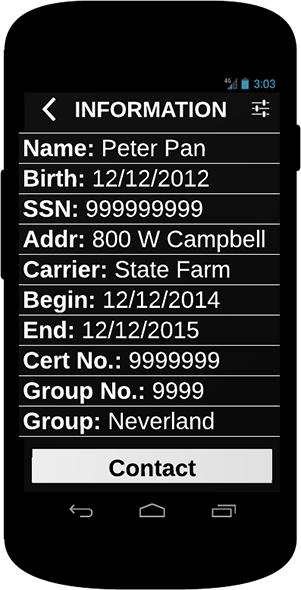 4G 3:03
INFORMATION
Name: Peter Pan
Birth: 12/12/2012
SSN: 999999999
Addr: 800 W Campbell
Carrier: State Farm
Begin: 12/12/2014
End: 12/12/2015
Cert No.: 9999999
Group No.: 9999
Group: Neverland
Contact